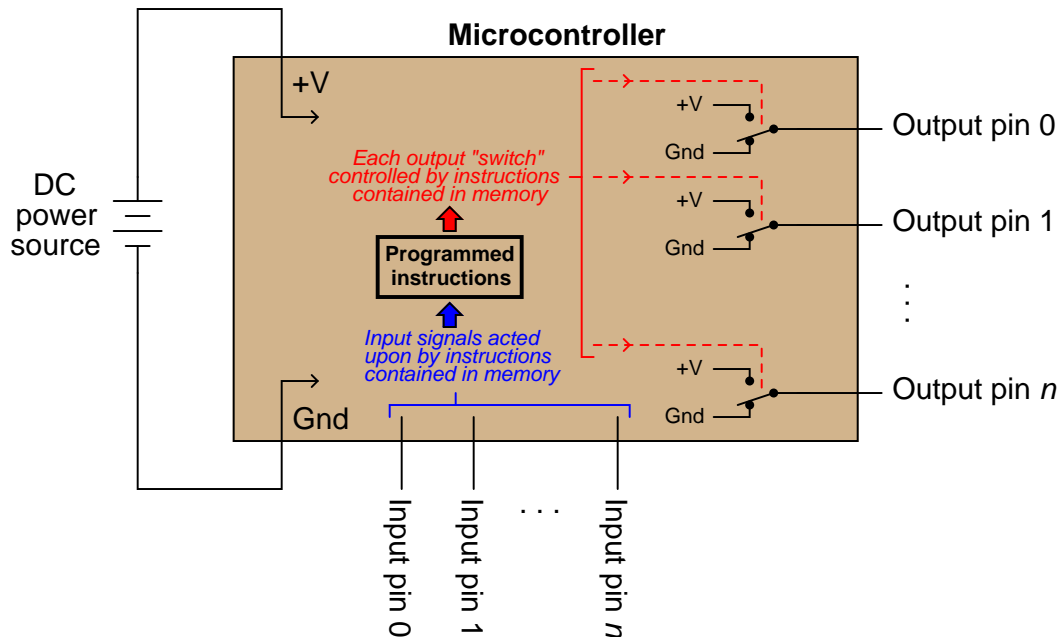 Microcontroller
+V
DC
power
source
Gnd
Each output "switch"
controlled by instructions
contained in memory
Programmed
instructions
Input signals acted
upon by instructions
contained in memory
+V
Gnd
Output pin 0
+V
Gnd
Output pin 1
. . .
+V
Gnd
Output pin n
Input pin 0
Input pin 1
. . .
Input pin n